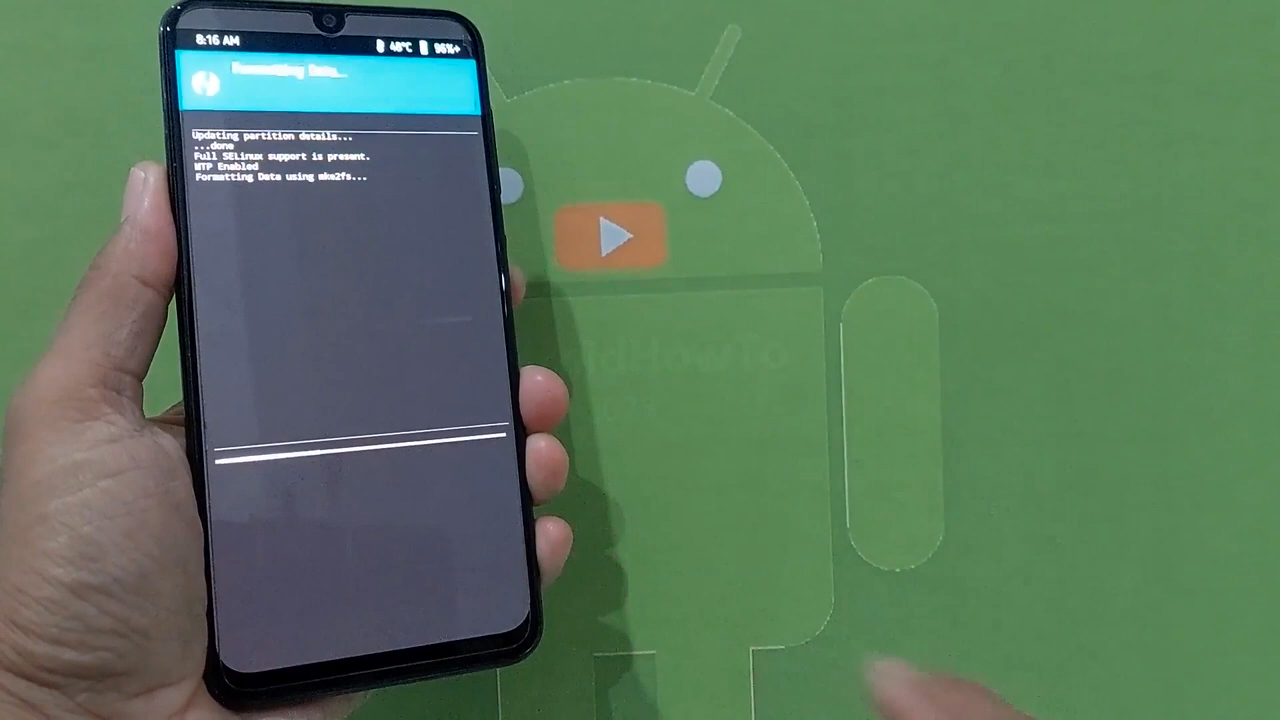 8:16 AM
48°C 96%+
Formatting Data...
Updating partition details...
...done
Full SELinux support is present.
MTP Enabled
Formatting Data using mke2fs...
ldHowTo